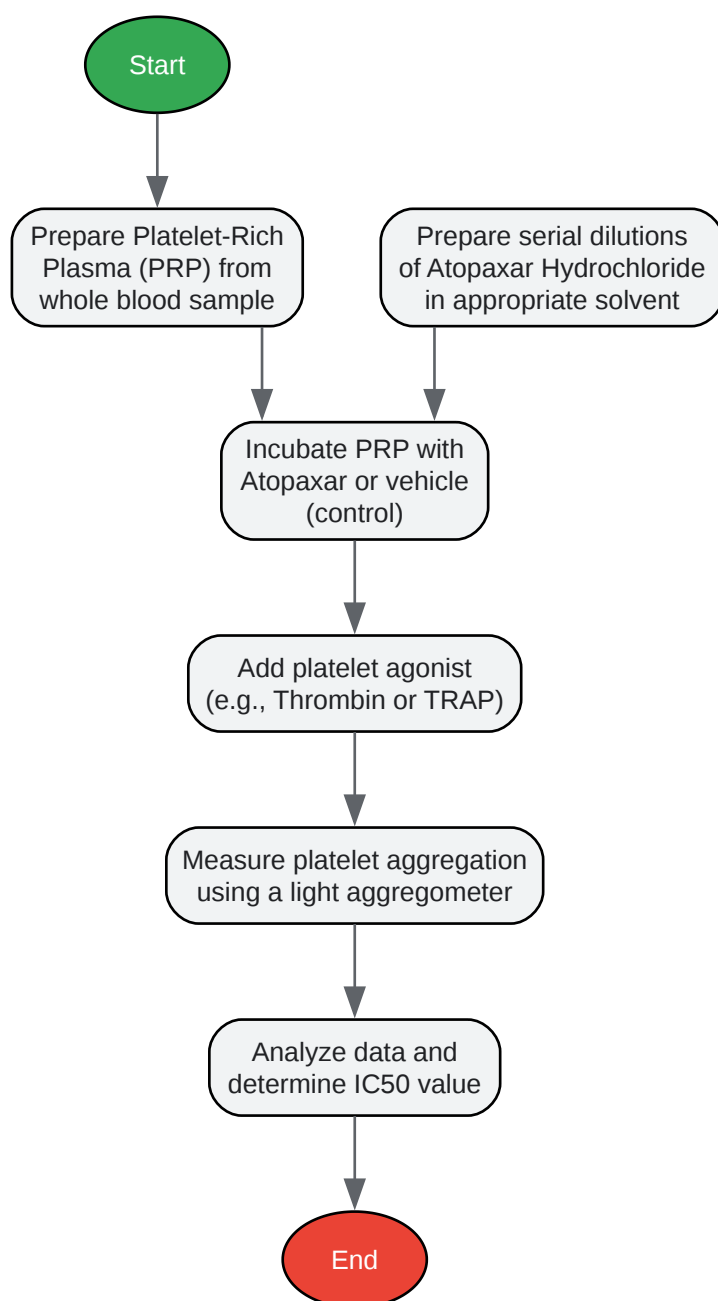 Start
Prepare Platelet-Rich
Plasma (PRP) from
whole blood sample
Prepare serial dilutions
of Atopaxar Hydrochloride
in appropriate solvent
Incubate PRP with
Atopaxar or vehicle
(control)
Add platelet agonist
(e.g., Thrombin or TRAP)
Measure platelet aggregation
using a light aggregometer
Analyze data and
determine IC50 value
End